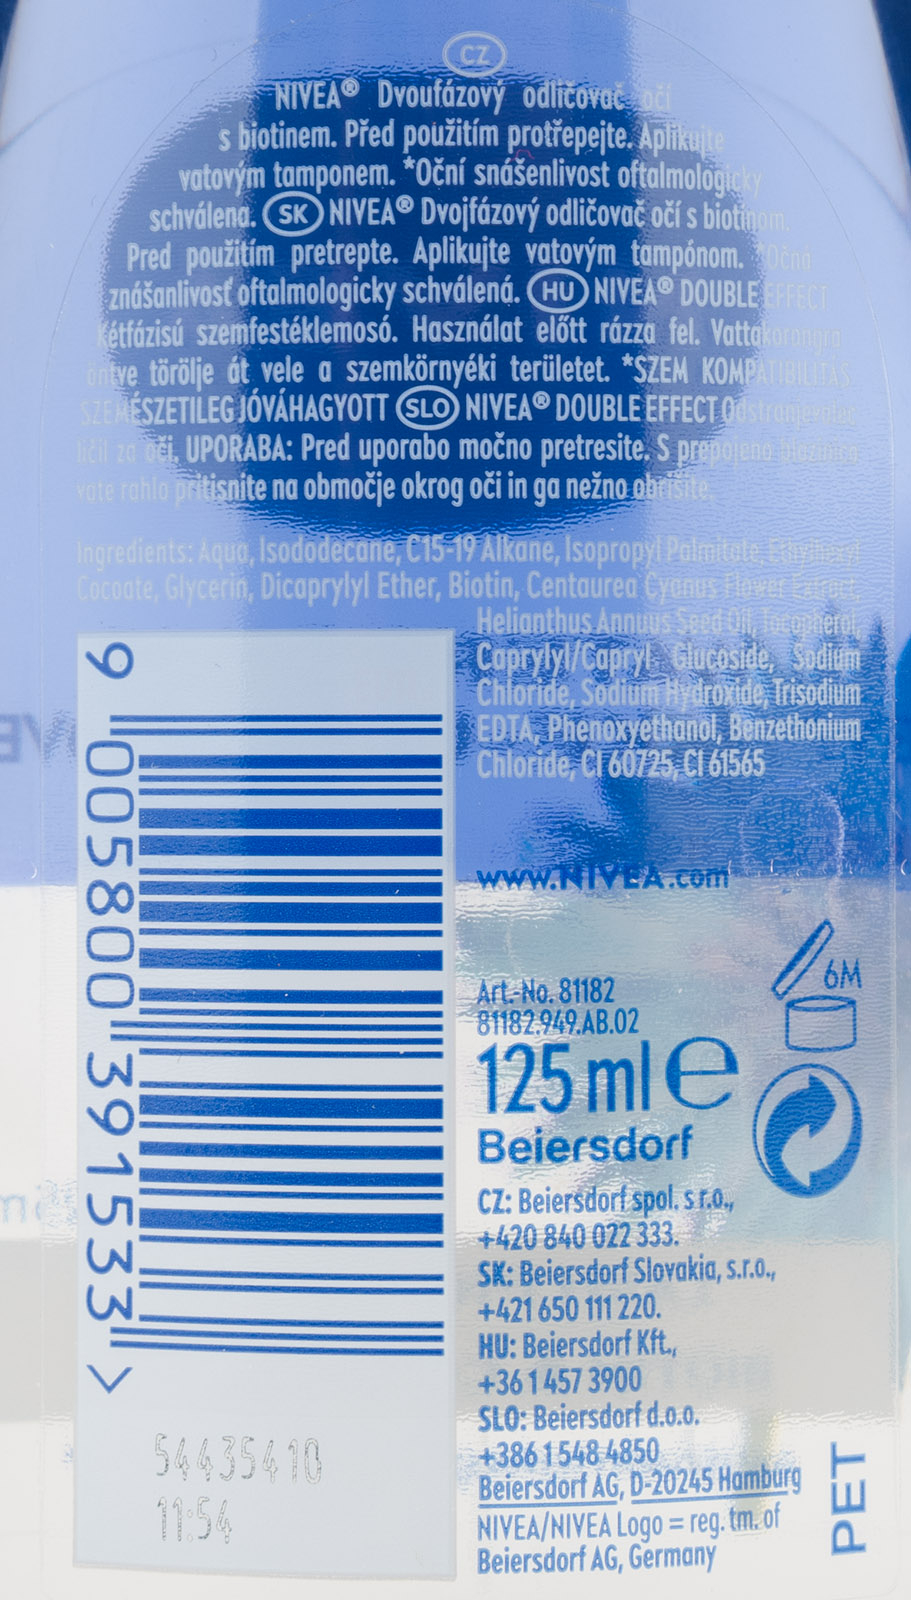 CZ
NIVEA® Dvoufázový odličovač očí
s biotinem. Před použitím protřepejte. Aplikujte
vatovým tamponem. *Oční snášenlivost oftalmologicky
schválena. SK NIVEA® Dvojfázový odličovač očí s biotínom.
Pred použitím pretrepte. Aplikujte vatovým tampónom. *Očná
znášanlivosť oftalmologicky schválená. HU NIVEA® DOUBLE EFFECT
Kétfázisú szemfestéklemosó. Használat előtt rázza fel. Vattakorongra
öntve törölje át vele a szemkörnyéki területet. *SZEM KOMPATIBILITÁS
SZEMÉSZETILEG JÓVÁHAGYOTT SLO NIVEA® DOUBLE EFFECT Odstranjevalec
ličil za oči. UPORABA: Pred uporabo močno pretresite. S prepojeno blazinico
vate rahlo pritisnite na območje okrog oči in ga nežno obrišite.
Ingredients: Aqua, Isododecane, C15-19 Alkane, Isopropyl Palmitate, Ethylhexyl
Cocoate, Glycerin, Dicaprylyl Ether, Biotin, Centaurea Cyanus Flower Extract,
Helianthus Annuus Seed Oil, Tocopherol,
Caprylyl/Capryl Glucoside, Sodium
Chloride, Sodium Hydroxide, Trisodium
EDTA, Phenoxyethanol, Benzethonium
Chloride, CI 60725, CI 61565
www.NIVEA.com
9 005800 391533 >
6M
Art.-No. 81182
81182.949.AB.02
125 ml e
Beiersdorf
CZ: Beiersdorf spol. s r.o.,
+420 840 022 333.
SK: Beiersdorf Slovakia, s.r.o.,
+421 650 111 220.
HU: Beiersdorf Kft.,
+36 1 457 3900
SLO: Beiersdorf d.o.o.
+386 1 548 4850
Beiersdorf AG, D-20245 Hamburg
NIVEA/NIVEA Logo = reg. tm. of
Beiersdorf AG, Germany
PET
54435410
11:54